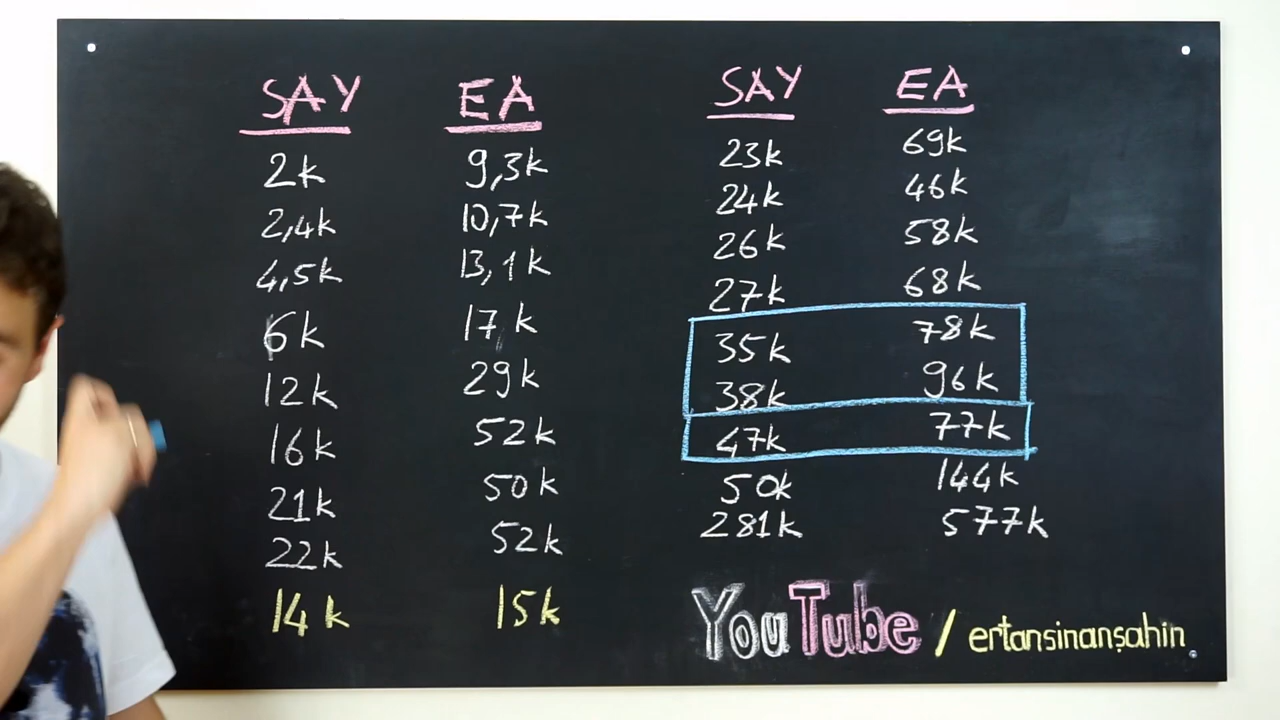 SAY EA
2k 9,3k
2,4k 10,7k
4,5k 13,1k
6k 17k
12k 29k
16k 52k
21k 50k
22k 52k
14k 15k
SAY EA
23k 69k
24k 46k
26k 58k
27k 68k
35k 78k
38k 96k
47k 77k
50k 144k
281k 577k
YouTube / ertansinanşahin